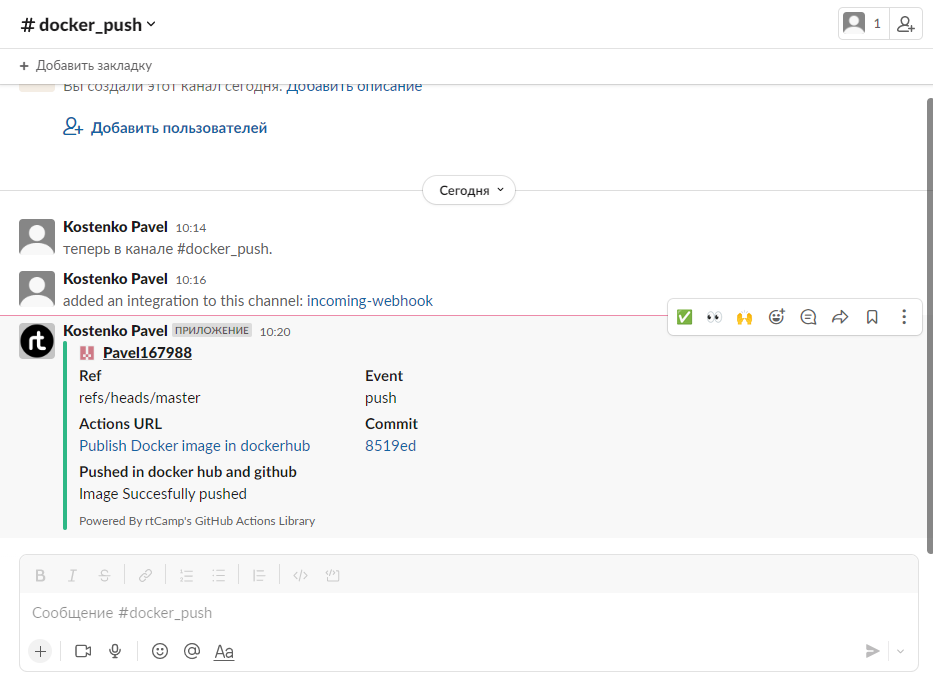 # docker_push
1
+ Добавить закладку
Вы создали этот канал сегодня. Добавить описание
Добавить пользователей
Сегодня
Kostenko Pavel 10:14
теперь в канале #docker_push.
Kostenko Pavel 10:16
added an integration to this channel: incoming-webhook
rt
Kostenko Pavel ПРИЛОЖЕНИЕ 10:20
Pavel167988
Ref Event
refs/heads/master push
Actions URL Commit
Publish Docker image in dockerhub 8519ed
Pushed in docker hub and github
Image Succesfully pushed
Powered By rtCamp's GitHub Actions Library
B I S
Сообщение #docker_push
+ @ Aa